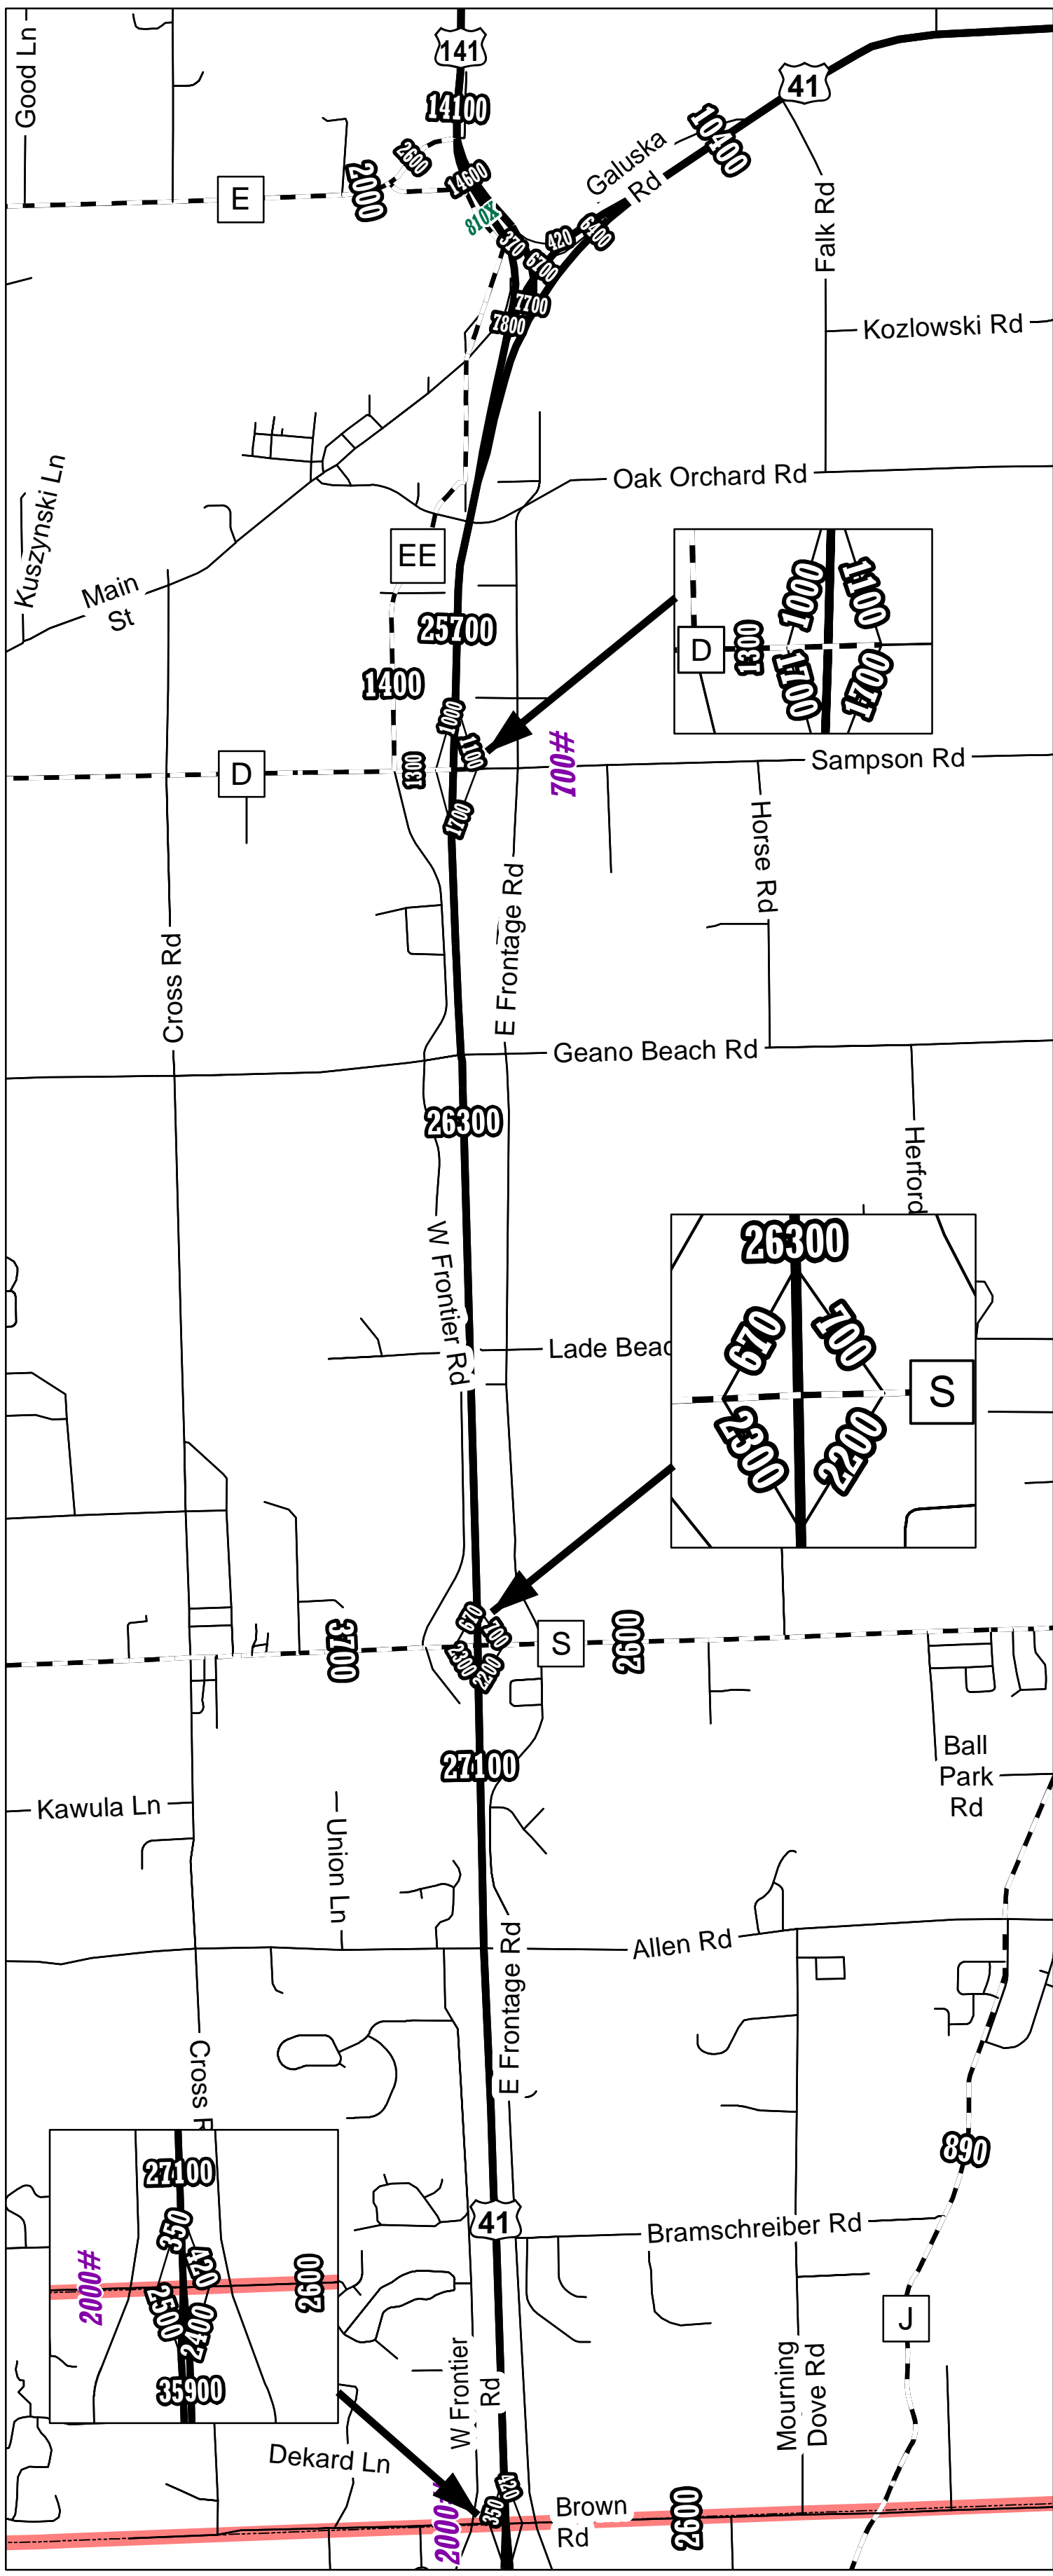 Good Ln
141
41
14100
10400
Galuska
Rd
2600
2000
E
14600
810X
370
420
6400
6700
7700
7800
Falk Rd
Kozlowski Rd
Oak Orchard Rd
Kuszynski Ln
Main
St
EE
25700
1400
1000
1100
D
1300
1700
1700
1000
1100
1300
1700
D
700#
Sampson Rd
Horse Rd
Cross Rd
E Frontage Rd
Geano Beach Rd
26300
Herford
W Frontier Rd
Lade Beac
26300
670
700
S
2300
2200
670
700
2300
2200
3700
S
2600
27100
Ball
Park
Rd
Kawula Ln
Union Ln
E Frontage Rd
Allen Rd
Cross R
890
27100
350
420
2000#
2600
2500
2400
35900
41
Bramschreiber Rd
J
W Frontier
Rd
Mourning
Dove Rd
Dekard Ln
350
420
2000
Brown
Rd
2600